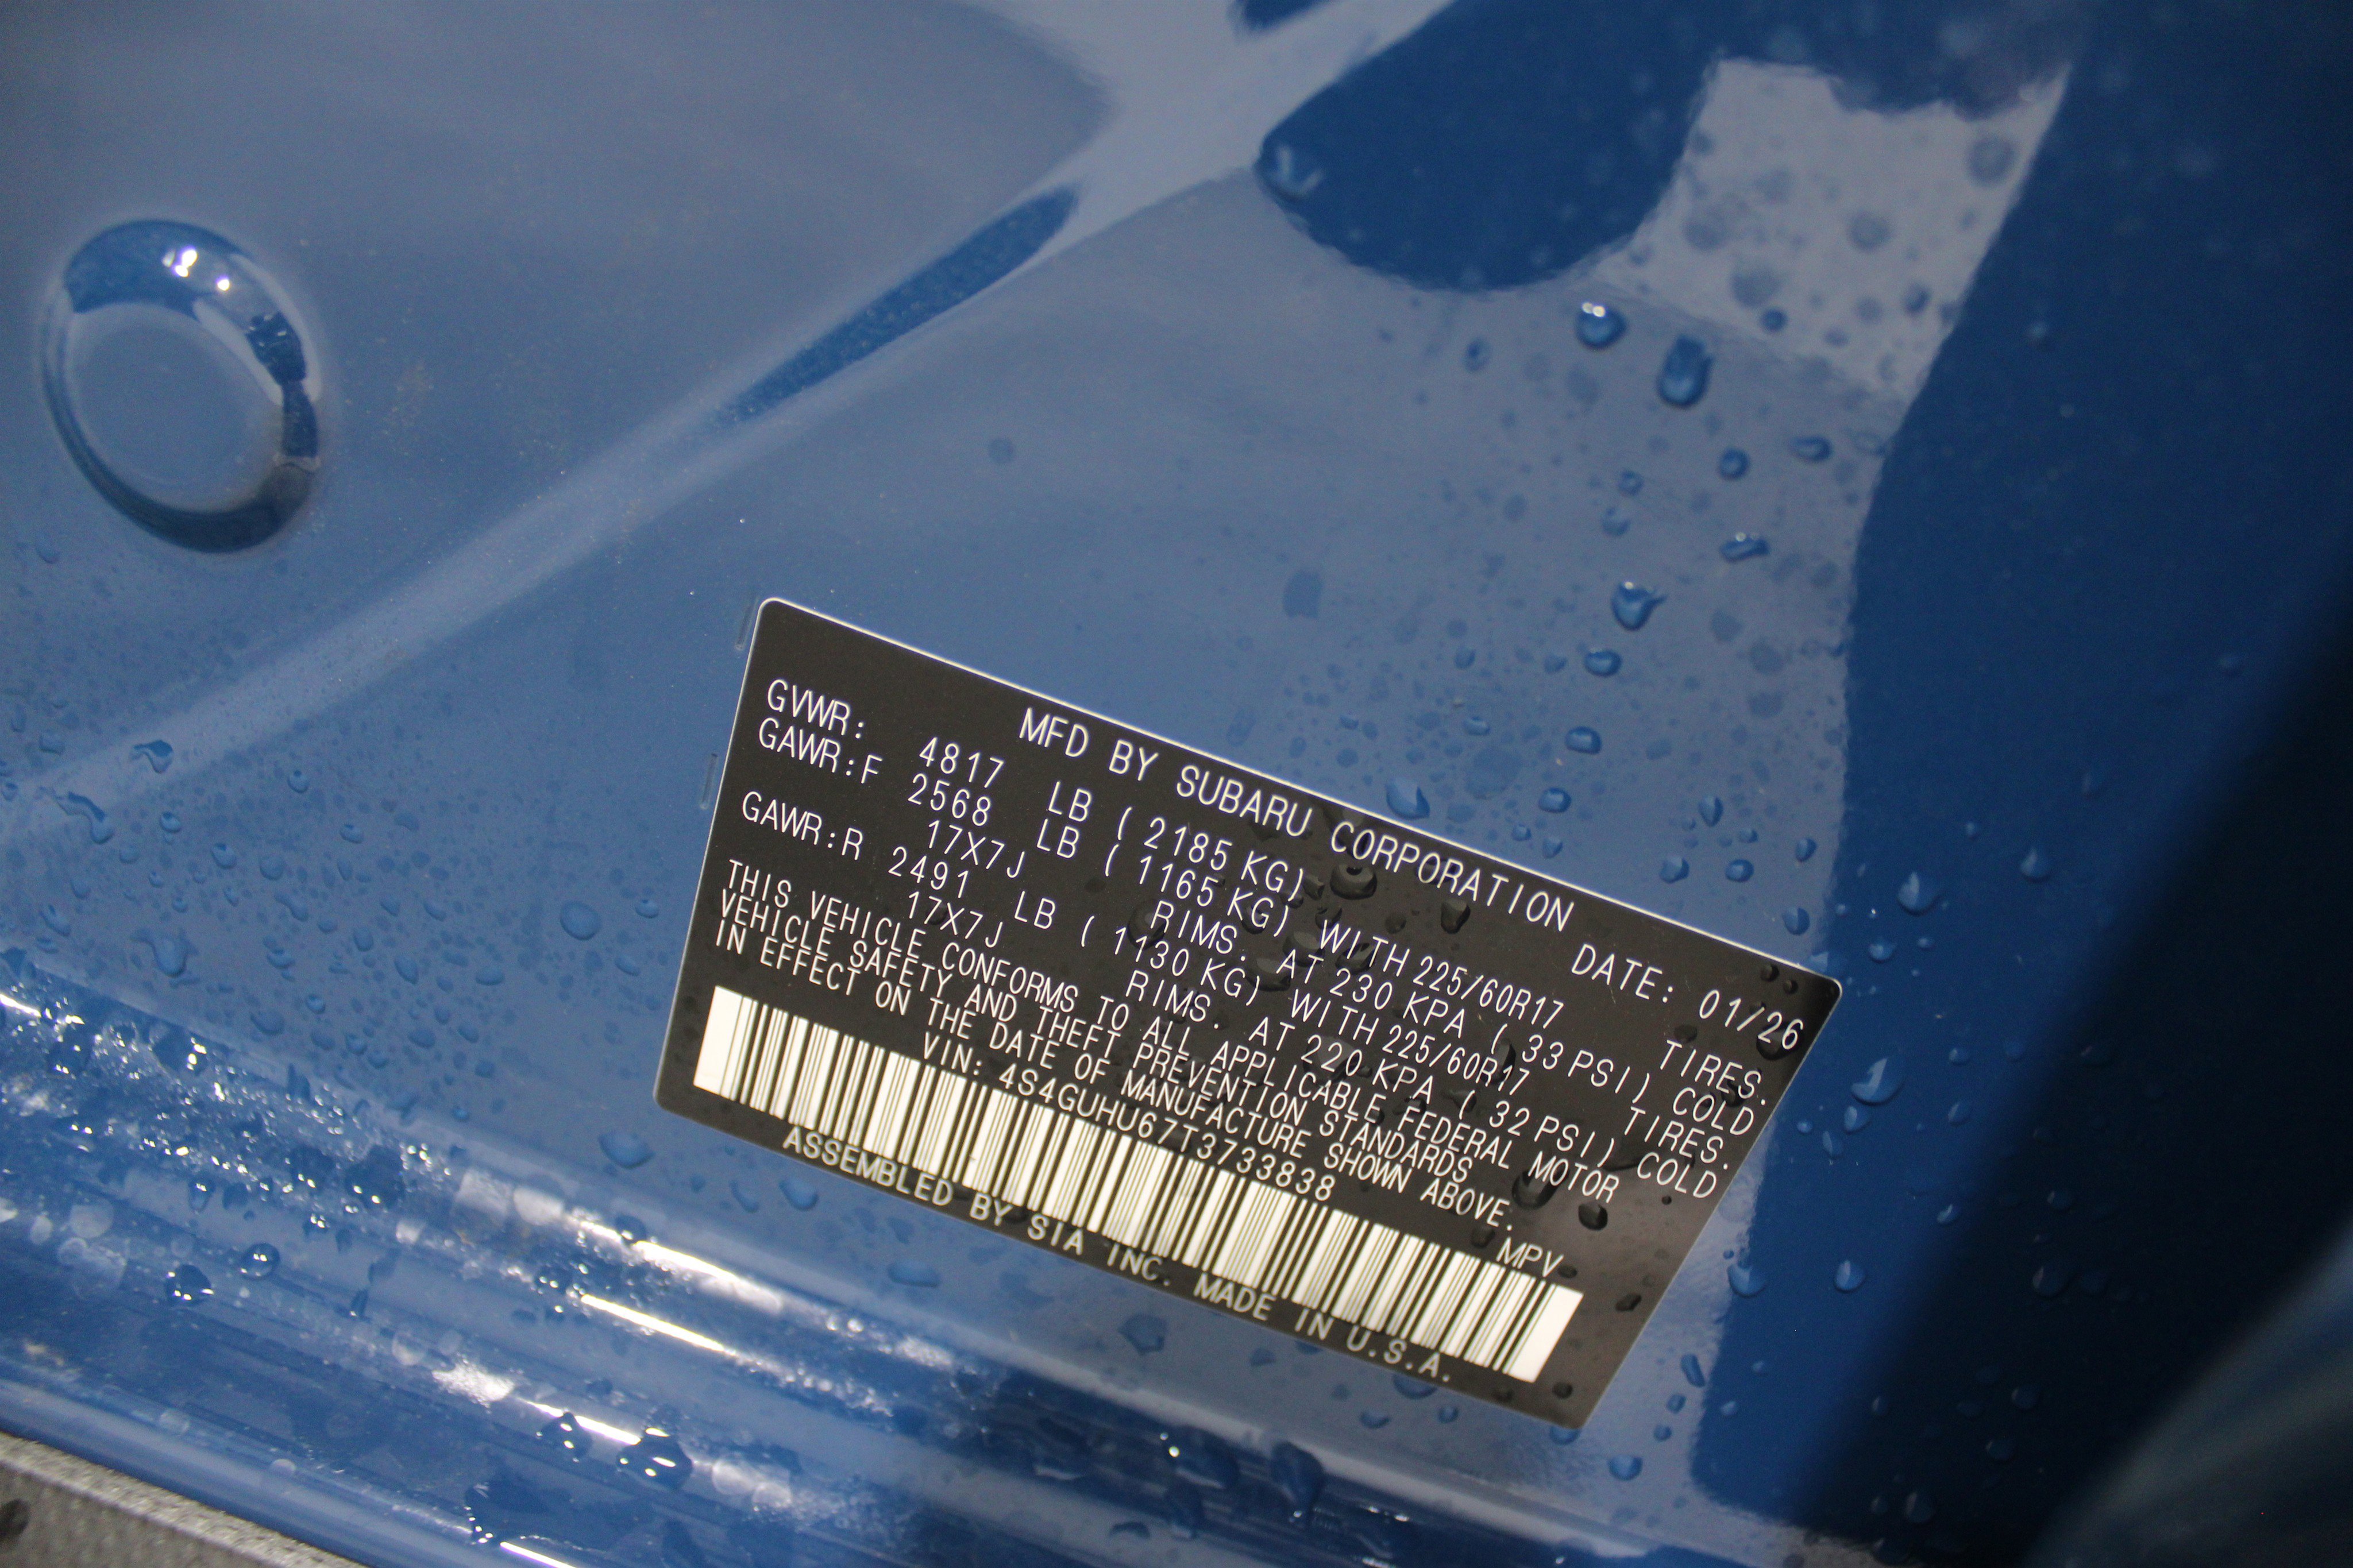 MFD BY SUBARU CORPORATION DATE: 01/26
GVWR: 4817 LB ( 2185 KG)
GAWR:F 2568 LB ( 1165 KG) WITH 225/60R17 TIRES.
17X7J RIMS. AT 230 KPA ( 33 PSI) COLD
GAWR:R 2491 LB ( 1130 KG) WITH 225/60R17 TIRES.
17X7J RIMS. AT 220 KPA ( 32 PSI) COLD
THIS VEHICLE CONFORMS TO ALL APPLICABLE FEDERAL MOTOR
VEHICLE SAFETY AND THEFT PREVENTION STANDARDS
IN EFFECT ON THE DATE OF MANUFACTURE SHOWN ABOVE.
VIN: 4S4GUHU67T3733838 MPV
ASSEMBLED BY SIA INC. MADE IN U.S.A.